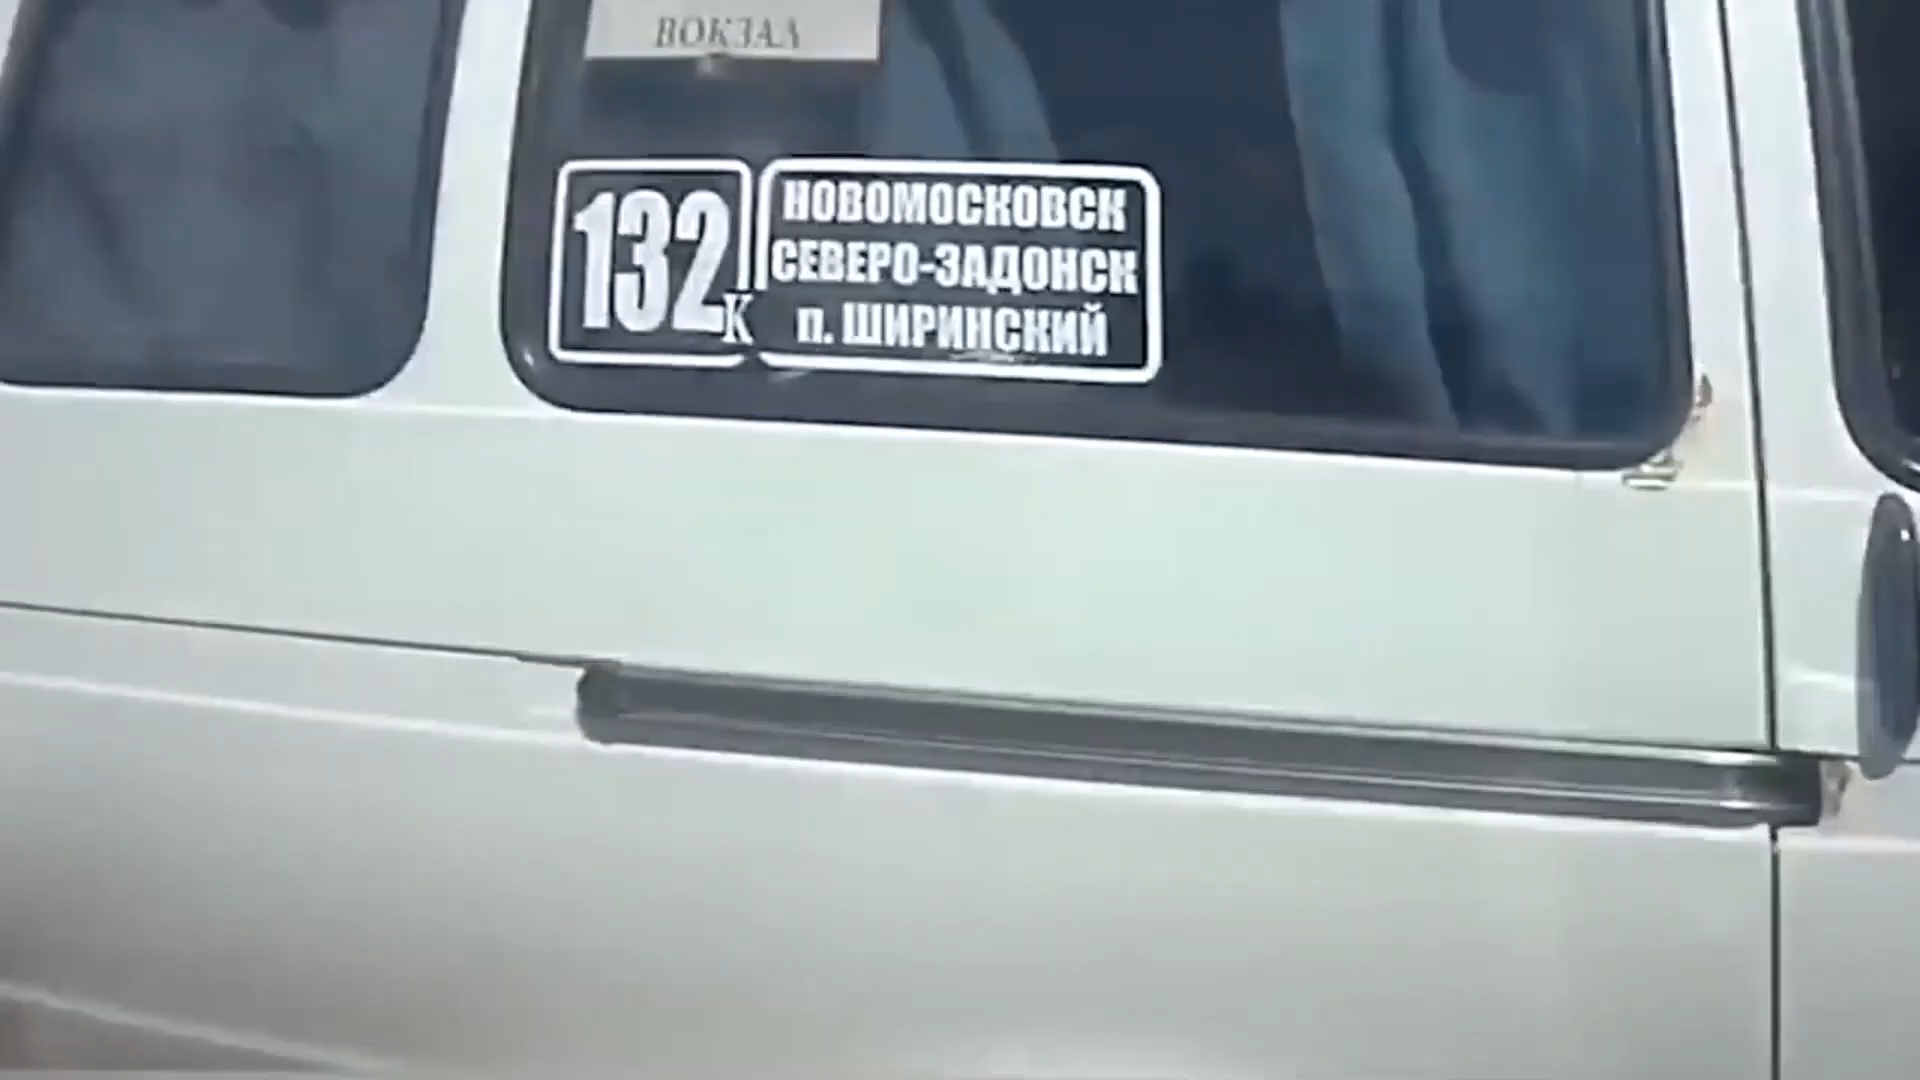 ВОКЗАЛ
132к
НОВОМОСКОВСК
СЕВЕРО-ЗАДОНСК
п. ШИРИНСКИЙ